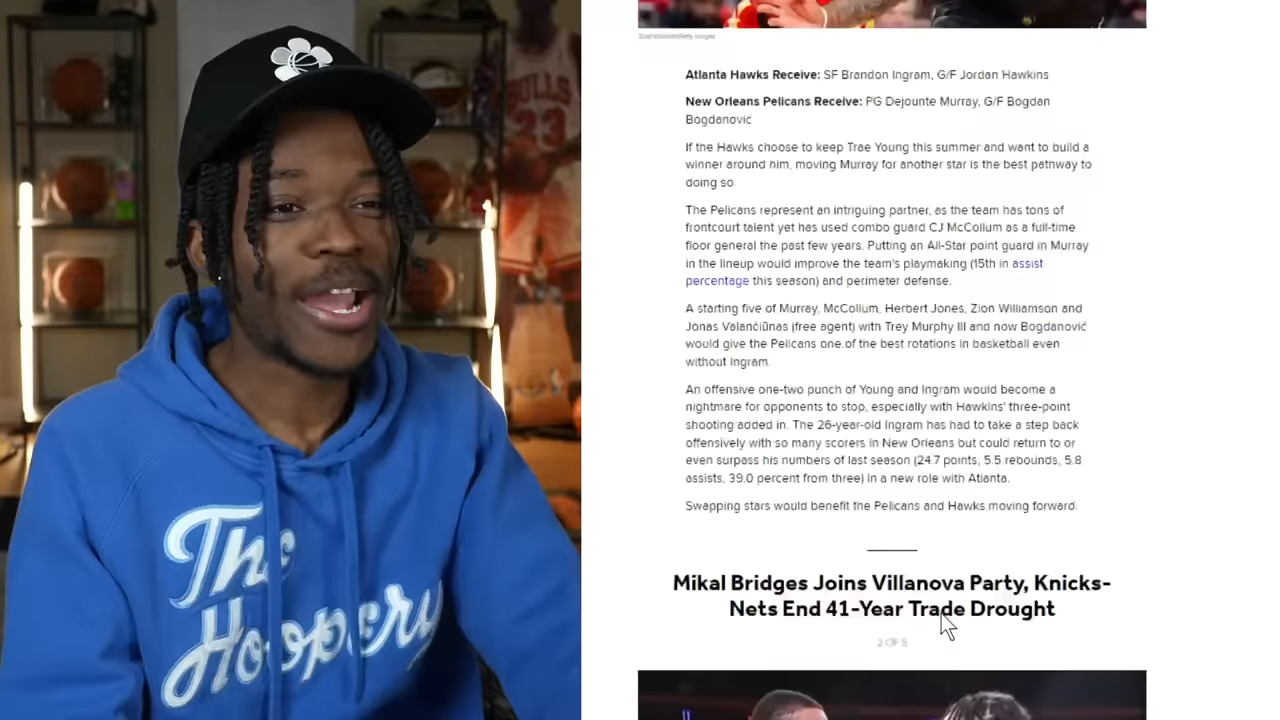 BULLS
23
The
Hoopery
Atlanta Hawks Receive: SF Brandon Ingram, G/F Jordan Hawkins
New Orleans Pelicans Receive: PG Dejounte Murray, G/F Bogdan
Bogdanović
If the Hawks choose to keep Trae Young this summer and want to build a
winner around him, moving Murray for another star is the best pathway to
doing so
The Pelicans represent an intriguing partner, as the team has tons of
frontcourt talent yet has used combo guard CJ McCollum as a full-time
floor general the past few years. Putting an All-Star point guard in Murray
in the lineup would improve the team's playmaking (15th in assist
percentage this season) and perimeter defense.
A starting five of Murray, McCollum, Herbert Jones, Zion Williamson and
Jonas Valančiūnas (free agent) with Trey Murphy III and now Bogdanović
would give the Pelicans one of the best rotations in basketball even
without Ingram.
An offensive one-two punch of Young and Ingram would become a
nightmare for opponents to stop, especially with Hawkins' three-point
shooting added in. The 26-year-old Ingram has had to take a step back
offensively with so many scorers in New Orleans but could return to or
even surpass his numbers of last season (24.7 points, 5.5 rebounds, 5.8
assists, 39.0 percent from three) in a new role with Atlanta.
Swapping stars would benefit the Pelicans and Hawks moving forward.
Mikal Bridges Joins Villanova Party, Knicks-
Nets End 41-Year Trade Drought
2 OF 5